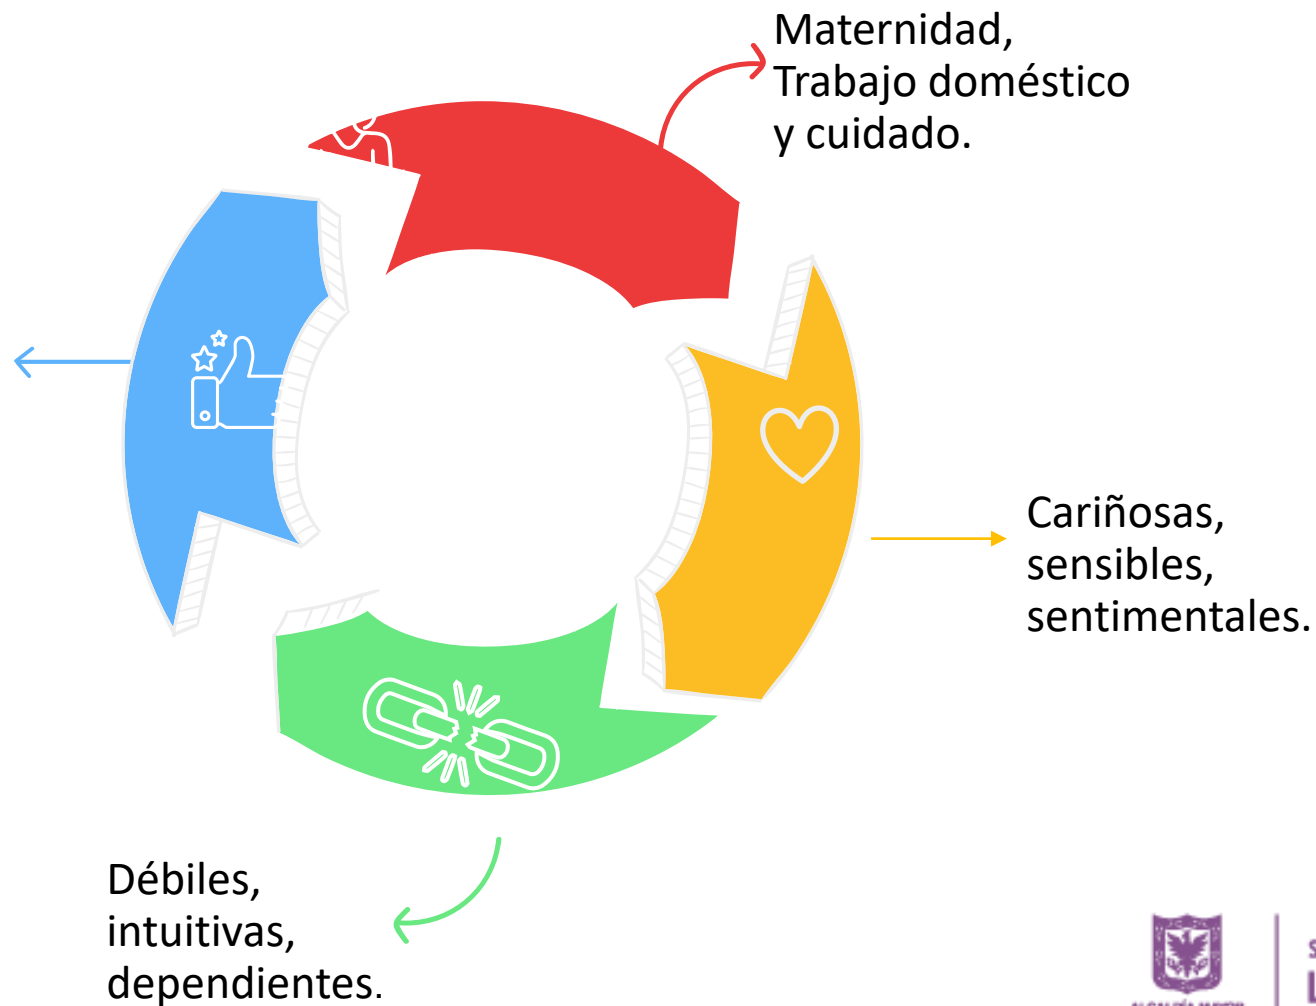 Maternidad,
Trabajo doméstico
y cuidado.
Cariñosas,
sensibles,
sentimentales.
Débiles,
intuitivas,
dependientes.